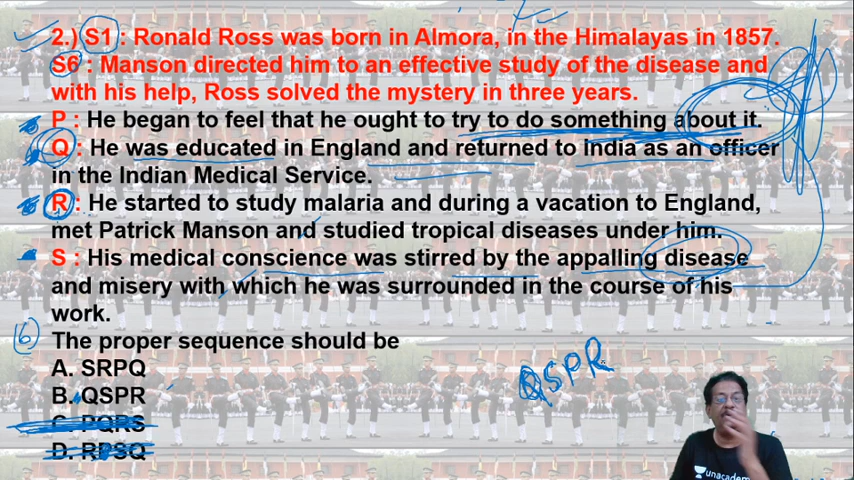 2.) S1 : Ronald Ross was born in Almora, in the Himalayas in 1857.
S6 : Manson directed him to an effective study of the disease and
with his help, Ross solved the mystery in three years.
P : He began to feel that he ought to try to do something about it.
Q : He was educated in England and returned to India as an officer
in the Indian Medical Service.
R : He started to study malaria and during a vacation to England,
met Patrick Manson and studied tropical diseases under him.
S : His medical conscience was stirred by the appalling disease
and misery with which he was surrounded in the course of his
work.
6 The proper sequence should be
A. SRPQ
B. QSPR
QSPR
C. PQRS
D. RPSQ
unacademy